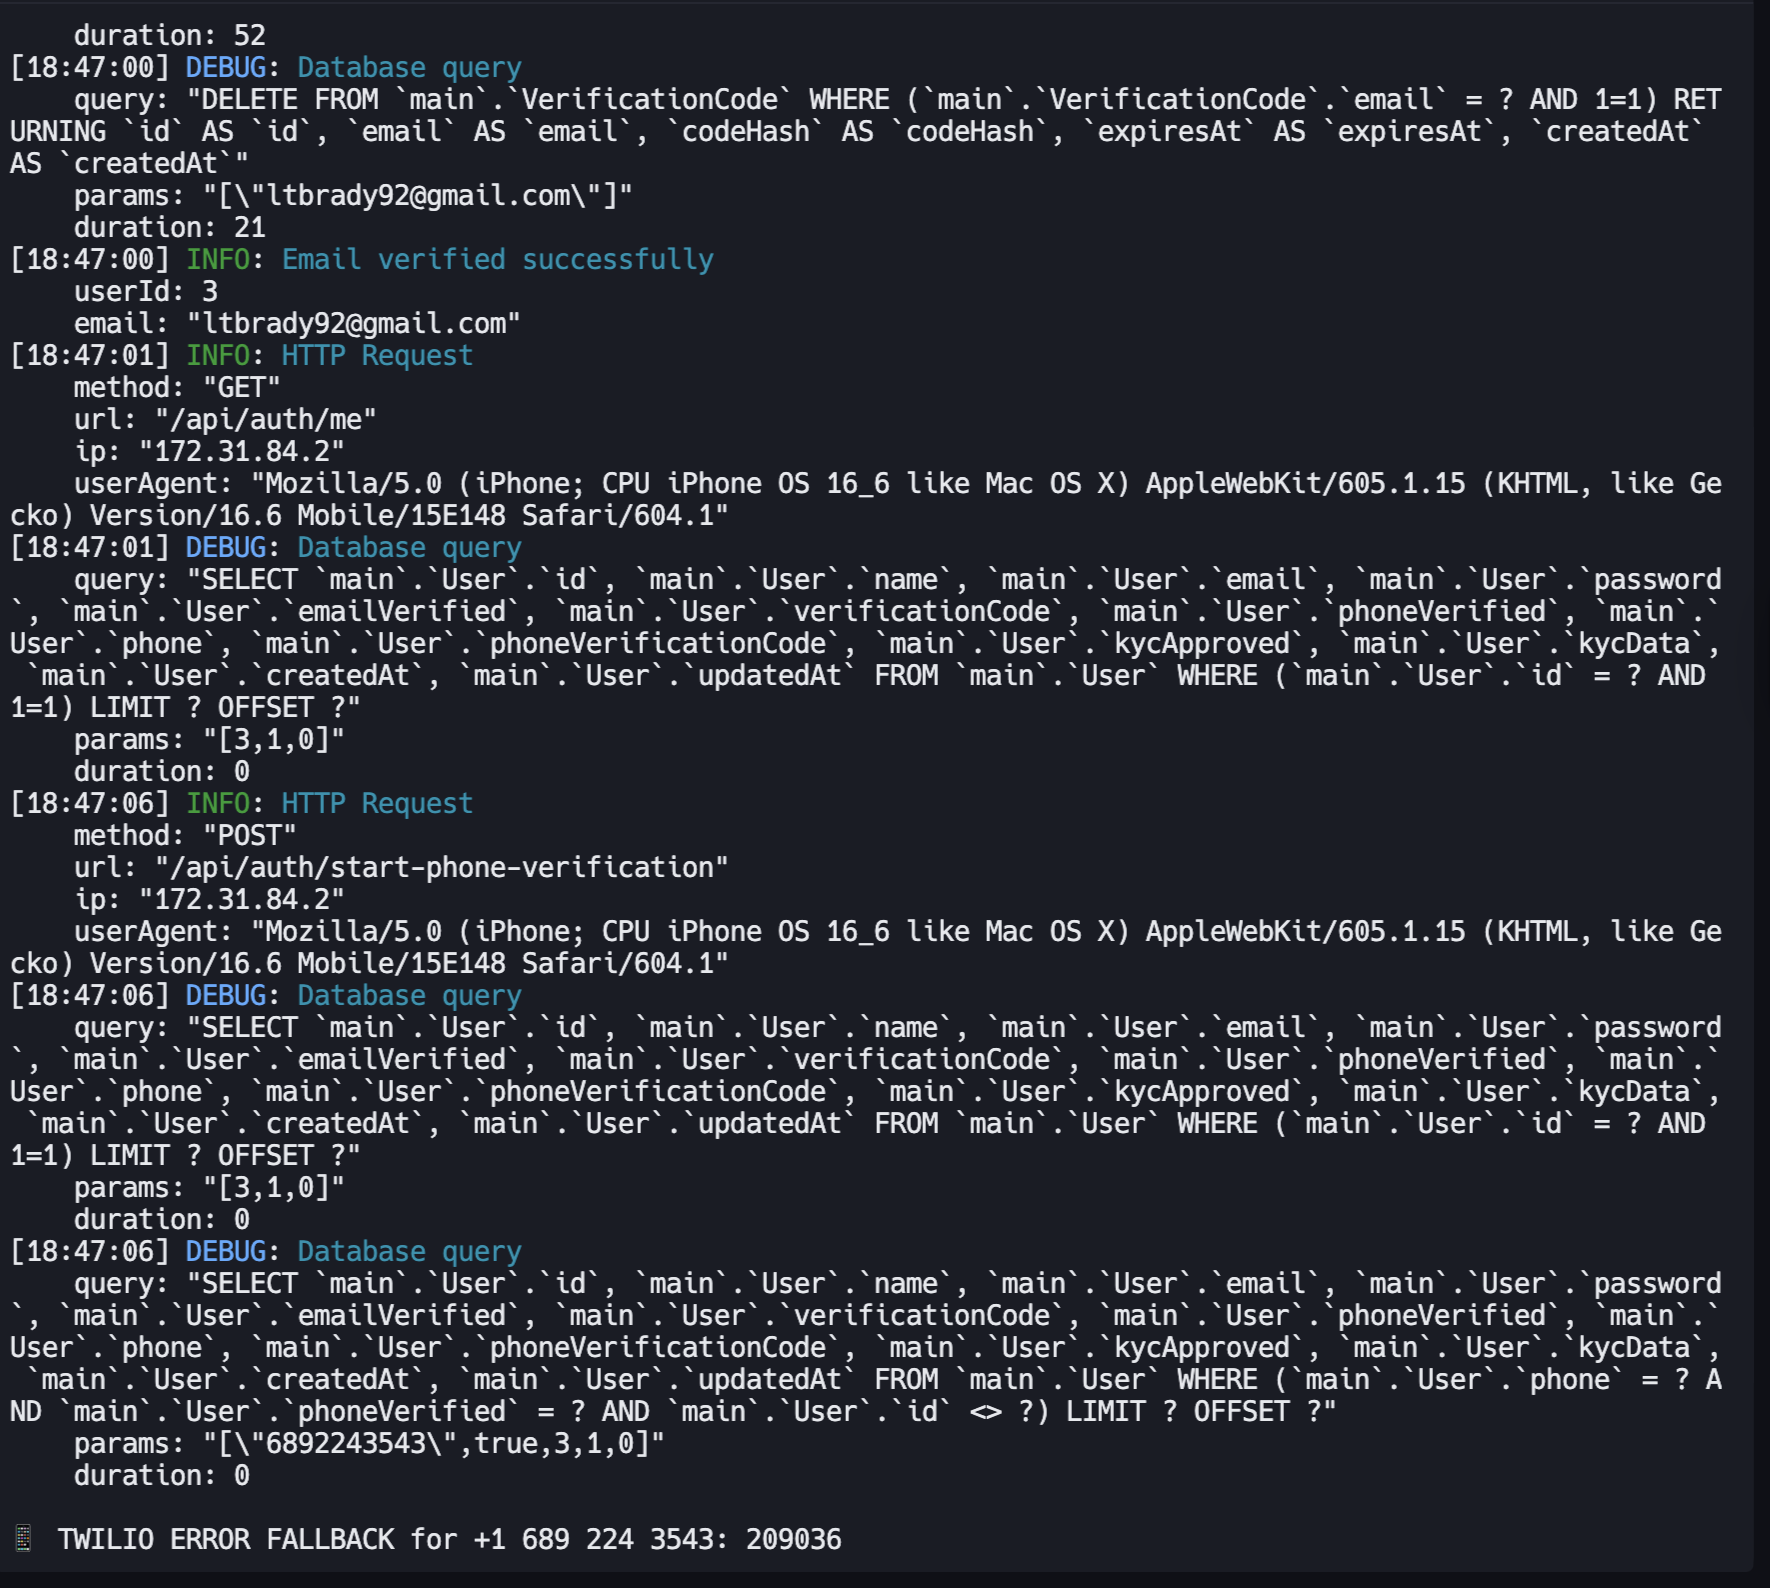 duration: 52
[18:47:00] DEBUG: Database query
query: "DELETE FROM `main`.`VerificationCode` WHERE (`main`.`VerificationCode`.`email` = ? AND 1=1) RET
URNING `id` AS `id`, `email` AS `email`, `codeHash` AS `codeHash`, `expiresAt` AS `expiresAt`, `createdAt`
AS `createdAt`"
params: "[\"ltbrady92@gmail.com\"]"
duration: 21
[18:47:00] INFO: Email verified successfully
userId: 3
email: "ltbrady92@gmail.com"
[18:47:01] INFO: HTTP Request
method: "GET"
url: "/api/auth/me"
ip: "172.31.84.2"
userAgent: "Mozilla/5.0 (iPhone; CPU iPhone OS 16_6 like Mac OS X) AppleWebKit/605.1.15 (KHTML, like Ge
cko) Version/16.6 Mobile/15E148 Safari/604.1"
[18:47:01] DEBUG: Database query
query: "SELECT `main`.`User`.`id`, `main`.`User`.`name`, `main`.`User`.`email`, `main`.`User`.`password
`, `main`.`User`.`emailVerified`, `main`.`User`.`verificationCode`, `main`.`User`.`phoneVerified`, `main`.`
User`.`phone`, `main`.`User`.`phoneVerificationCode`, `main`.`User`.`kycApproved`, `main`.`User`.`kycData`,
`main`.`User`.`createdAt`, `main`.`User`.`updatedAt` FROM `main`.`User` WHERE (`main`.`User`.`id` = ? AND
1=1) LIMIT ? OFFSET ?"
params: "[3,1,0]"
duration: 0
[18:47:06] INFO: HTTP Request
method: "POST"
url: "/api/auth/start-phone-verification"
ip: "172.31.84.2"
userAgent: "Mozilla/5.0 (iPhone; CPU iPhone OS 16_6 like Mac OS X) AppleWebKit/605.1.15 (KHTML, like Ge
cko) Version/16.6 Mobile/15E148 Safari/604.1"
[18:47:06] DEBUG: Database query
query: "SELECT `main`.`User`.`id`, `main`.`User`.`name`, `main`.`User`.`email`, `main`.`User`.`password
`, `main`.`User`.`emailVerified`, `main`.`User`.`verificationCode`, `main`.`User`.`phoneVerified`, `main`.`
User`.`phone`, `main`.`User`.`phoneVerificationCode`, `main`.`User`.`kycApproved`, `main`.`User`.`kycData`,
`main`.`User`.`createdAt`, `main`.`User`.`updatedAt` FROM `main`.`User` WHERE (`main`.`User`.`id` = ? AND
1=1) LIMIT ? OFFSET ?"
params: "[3,1,0]"
duration: 0
[18:47:06] DEBUG: Database query
query: "SELECT `main`.`User`.`id`, `main`.`User`.`name`, `main`.`User`.`email`, `main`.`User`.`password
`, `main`.`User`.`emailVerified`, `main`.`User`.`verificationCode`, `main`.`User`.`phoneVerified`, `main`.`
User`.`phone`, `main`.`User`.`phoneVerificationCode`, `main`.`User`.`kycApproved`, `main`.`User`.`kycData`,
`main`.`User`.`createdAt`, `main`.`User`.`updatedAt` FROM `main`.`User` WHERE (`main`.`User`.`phone` = ? A
ND `main`.`User`.`phoneVerified` = ? AND `main`.`User`.`id` <> ?) LIMIT ? OFFSET ?"
params: "[\"6892243543\",true,3,1,0]"
duration: 0
📱 TWILIO ERROR FALLBACK for +1 689 224 3543: 209036